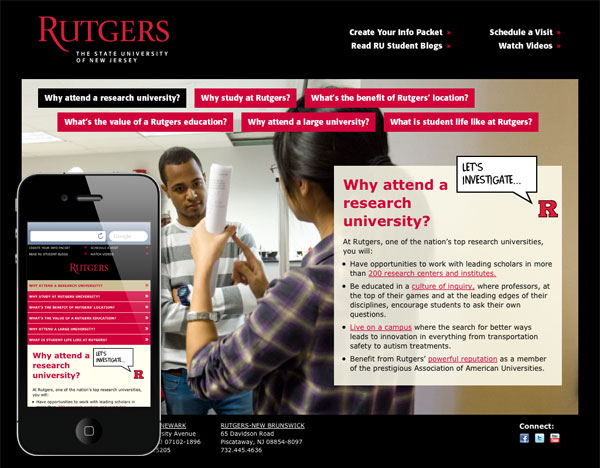 RUTGERS
THE STATE UNIVERSITY
OF NEW JERSEY
Create Your Info Packet
Schedule a Visit
Read RU Student Blogs
Watch Videos
Why attend a research university?
Why study at Rutgers?
What's the benefit of Rutgers' location?
What's the value of a Rutgers education?
Why attend a large university?
What is student life like at Rutgers?
LET'S
INVESTIGATE...
R
Why attend a
research
university?
At Rutgers, one of the nation's top research universities,
you will:
• Have opportunities to work with leading scholars in more
than 200 research centers and institutes.
• Be educated in a culture of inquiry, where professors, at
the top of their games and at the leading edges of their
disciplines, encourage students to ask their own
questions.
• Live on a campus where the search for better ways
leads to innovation in everything from transportation
safety to autism treatments.
• Benefit from Rutgers' powerful reputation as a member
of the prestigious Association of American Universities.
Google
CREATE YOUR INFO PACKET
SCHEDULE A VISIT
READ RU STUDENT BLOGS
WATCH VIDEOS
RUTGERS
WHY ATTEND A RESEARCH UNIVERSITY?
WHY STUDY AT RUTGERS?
WHAT'S THE BENEFIT OF RUTGERS' LOCATION?
WHAT'S THE VALUE OF A RUTGERS EDUCATION?
WHY ATTEND A LARGE UNIVERSITY?
WHAT IS STUDENT LIFE LIKE AT RUTGERS?
Why attend a
research
university?
LET'S
INVESTIGATE...
R
At Rutgers, one of the nation's top research universities,
you will:
• Have opportunities to work with leading scholars in
EWARK
sity Avenue
07102-1896
5205
RUTGERS-NEW BRUNSWICK
65 Davidson Road
Piscataway, NJ 08854-8097
732.445.4636
Connect: